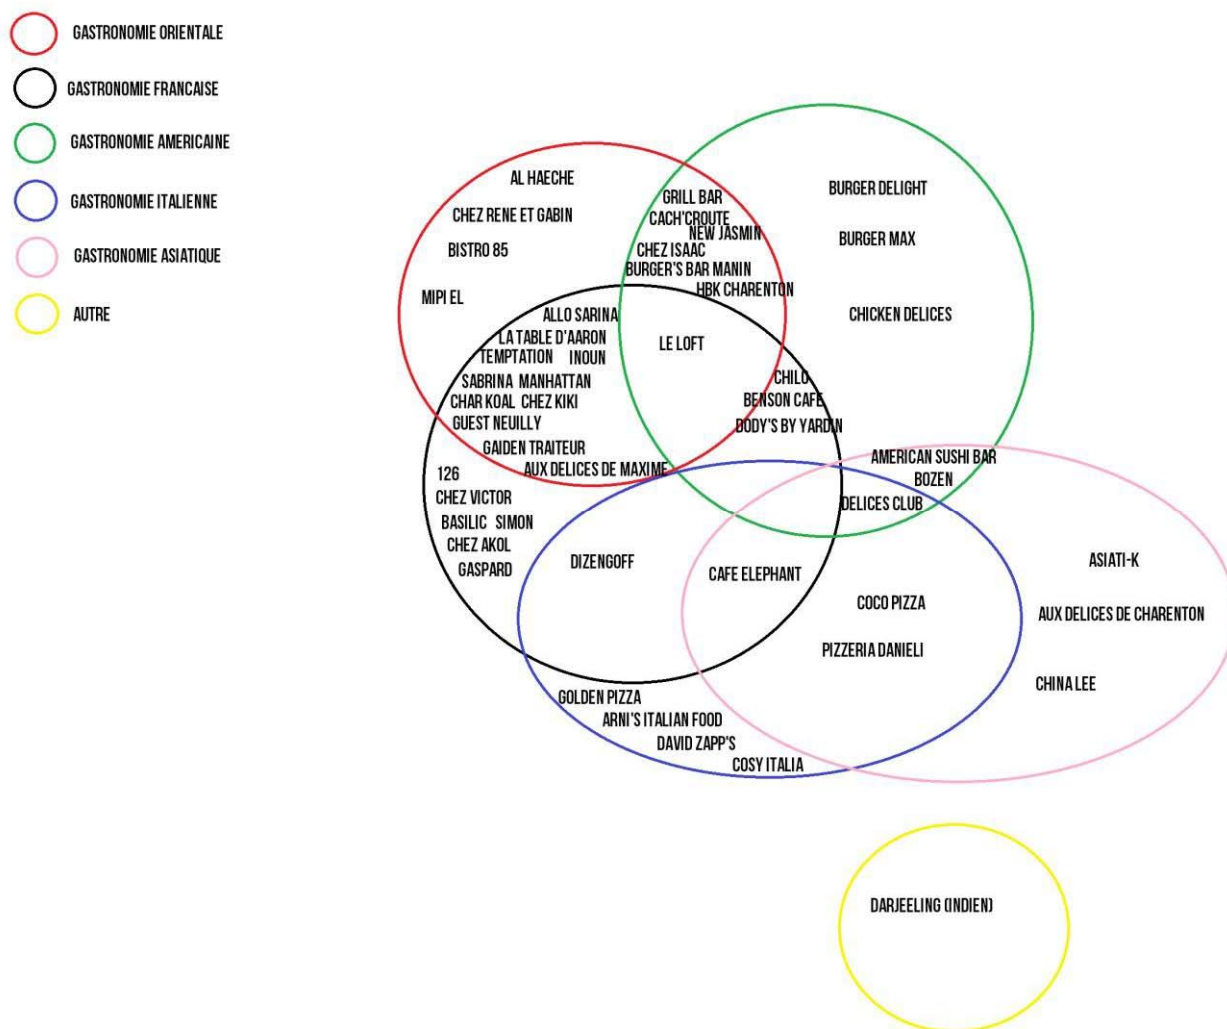 GASTRONOMIE ORIENTALE
GASTRONOMIE FRANCAISE
GASTRONOMIE AMERICAINE
GASTRONOMIE ITALIENNE
GASTRONOMIE ASIATIQUE
AUTRE
AL HAECHE
CHEZ RENE ET GABIN
BISTRO 85
MIPI EL
GRILL BAR
CACH'CROUTE
NEW JASMIN
CHEZ ISAAC
BURGER'S BAR MANIN
HBK CHARENTON
BURGER DELIGHT
BURGER MAX
CHICKEN DELICES
ALLO SARINA
LA TABLE D'AARON
TEMPTATION INOUN
SABRINA MANHATTAN
CHAR KOAL CHEZ KIKI
GUEST NEUILLY
GAIDEN TRAITEUR
AUX DELICES DE MAXIME
LE LOFT
CHILO
BENSON CAFE
DODY'S BY YARDIN
AMERICAN SUSHI BAR
BOZEN
DELICES CLUB
126
CHEZ VICTOR
BASILIC SIMON
CHEZ AKOL
GASPARD
DIZENGOFF
CAFE ELEPHANT
COCO PIZZA
PIZZERIA DANIELI
ASIATI-K
AUX DELICES DE CHARENTON
CHINA LEE
GOLDEN PIZZA
ARNI'S ITALIAN FOOD
DAVID ZAPP'S
COSY ITALIA
DARJEELING (INDIEN)